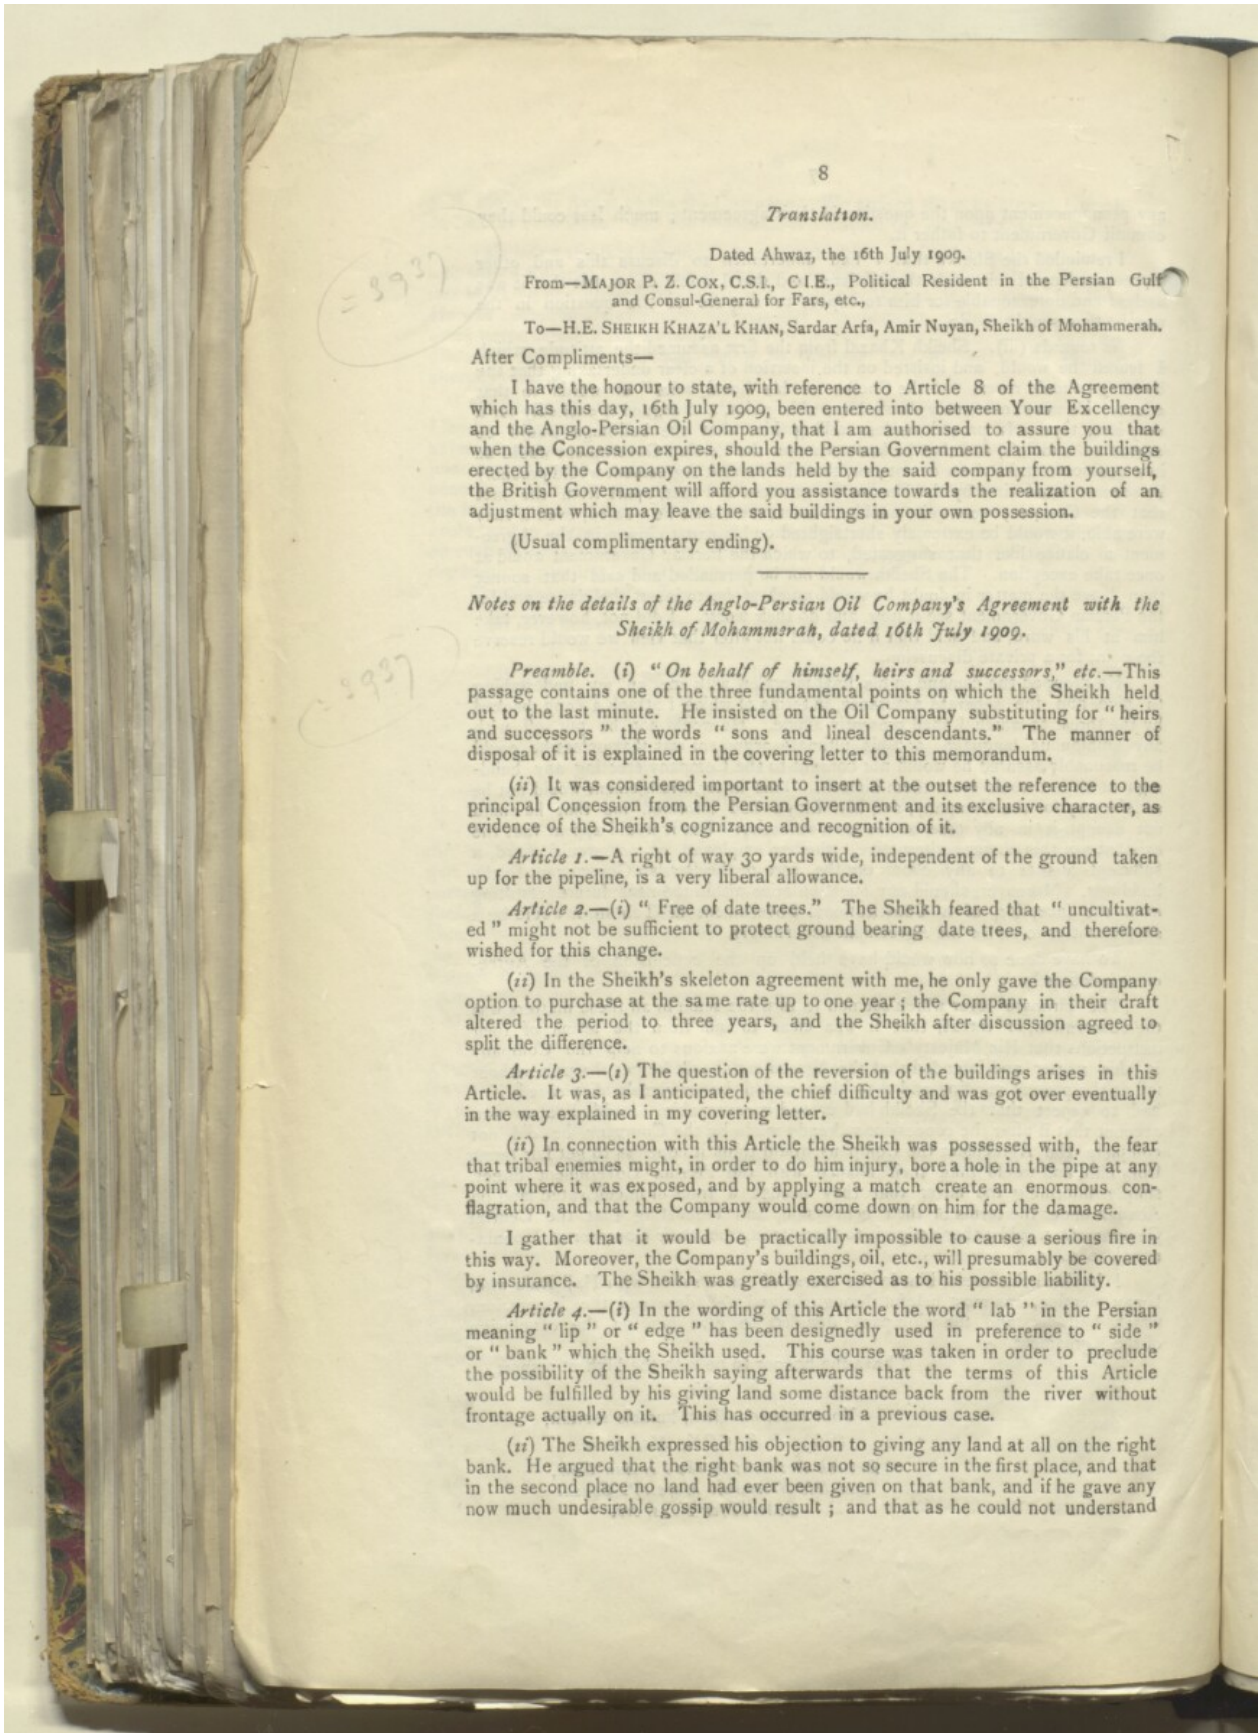 8
Translation.
Dated Ahwaz, the 16th July 1909.
From—MAJOR P. Z. COX, C.S.I., C I.E., Political Resident in the Persian Gulf
and Consul-General for Fars, etc.,
To—H.E. SHEIKH KHAZA'L KHAN, Sardar Arfa, Amir Nuyan, Sheikh of Mohammerah.
After Compliments—
I have the honour to state, with reference to Article 8 of the Agreement
which has this day, 16th July 1909, been entered into between Your Excellency
and the Anglo-Persian Oil Company, that I am authorised to assure you that
when the Concession expires, should the Persian Government claim the buildings
erected by the Company on the lands held by the said company from yourself,
the British Government will afford you assistance towards the realization of an
adjustment which may leave the said buildings in your own possession.
(Usual complimentary ending).
Notes on the details of the Anglo-Persian Oil Company's Agreement with the
Sheikh of Mohammerah, dated 16th July 1909.
Preamble. (i) “ On behalf of himself, heirs and successors,” etc.—This
passage contains one of the three fundamental points on which the Sheikh held
out to the last minute. He insisted on the Oil Company substituting for “ heirs
and successors ” the words “ sons and lineal descendants.” The manner of
disposal of it is explained in the covering letter to this memorandum.
(ii) It was considered important to insert at the outset the reference to the
principal Concession from the Persian Government and its exclusive character, as
evidence of the Sheikh's cognizance and recognition of it.
Article 1.—A right of way 30 yards wide, independent of the ground taken
up for the pipeline, is a very liberal allowance.
Article 2.—(i) “ Free of date trees.” The Sheikh feared that “ uncultivat-
ed ” might not be sufficient to protect ground bearing date trees, and therefore
wished for this change.
(ii) In the Sheikh's skeleton agreement with me, he only gave the Company
option to purchase at the same rate up to one year ; the Company in their draft
altered the period to three years, and the Sheikh after discussion agreed to
split the difference.
Article 3.—(1) The question of the reversion of the buildings arises in this
Article. It was, as I anticipated, the chief difficulty and was got over eventually
in the way explained in my covering letter.
(ii) In connection with this Article the Sheikh was possessed with, the fear
that tribal enemies might, in order to do him injury, bore a hole in the pipe at any
point where it was exposed, and by applying a match create an enormous con-
flagration, and that the Company would come down on him for the damage.
I gather that it would be practically impossible to cause a serious fire in
this way. Moreover, the Company's buildings, oil, etc., will presumably be covered
by insurance. The Sheikh was greatly exercised as to his possible liability.
Article 4.—(i) In the wording of this Article the word “ lab ” in the Persian
meaning “ lip ” or “ edge ” has been designedly used in preference to “ side ”
or “ bank ” which the Sheikh used. This course was taken in order to preclude
the possibility of the Sheikh saying afterwards that the terms of this Article
would be fulfilled by his giving land some distance back from the river without
frontage actually on it. This has occurred in a previous case.
(ii) The Sheikh expressed his objection to giving any land at all on the right
bank. He argued that the right bank was not so secure in the first place, and that
in the second place no land had ever been given on that bank, and if he gave any
now much undesirable gossip would result ; and that as he could not understand
= 3937
3937